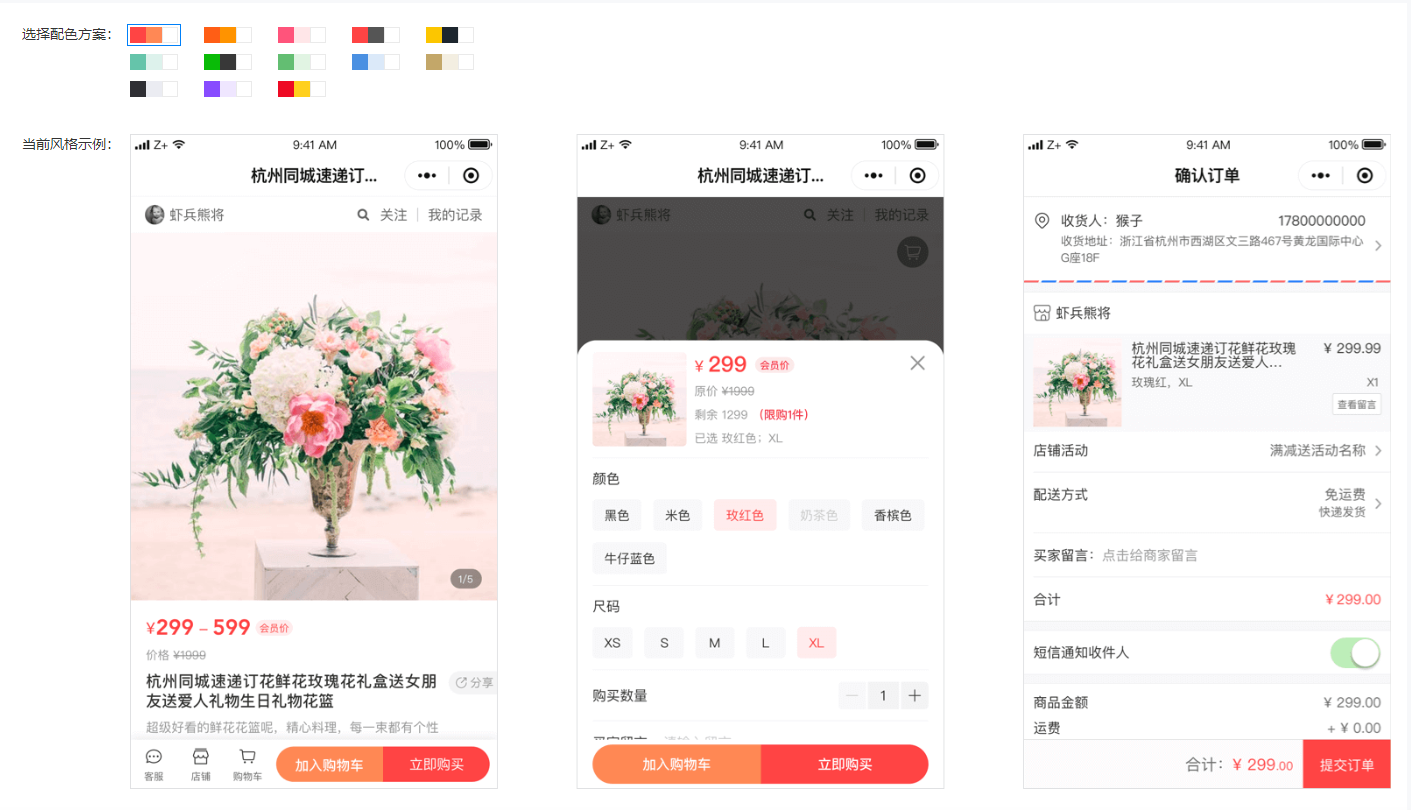 选择配色方案：
当前风格示例：
Z+ 9:41 AM 100%
杭州同城速递订...
虾兵熊将 关注 我的记录
1/5
¥299 – 599 会员价
价格 ¥1999
杭州同城速递订花鲜花玫瑰花礼盒送女朋
友送爱人礼物生日礼物花篮
分享
超级好看的鲜花花篮呢，精心料理，每一束都有个性
客服 店铺 购物车 加入购物车 立即购买
Z+ 9:41 AM 100%
杭州同城速递订...
虾兵熊将 关注 我的记录
¥ 299 会员价
原价 ¥1999
剩余 1299 （限购1件）
已选 玫红色；XL
颜色
黑色 米色 玫红色 奶茶色 香槟色
牛仔蓝色
尺码
XS S M L XL
购买数量 1
买家留言 请输入留言
加入购物车 立即购买
Z+ 9:41 AM 100%
确认订单
收货人：猴子 17800000000
收货地址：浙江省杭州市西湖区文三路467号黄龙国际中心
G座18F
虾兵熊将
杭州同城速递订花鲜花玫瑰 ¥ 299.99
花礼盒送女朋友送爱人...
玫瑰红，XL X1
查看留言
店铺活动 满减送活动名称
配送方式 免运费
快递发货
买家留言：点击给商家留言
合计 ¥ 299.00
短信通知收件人
商品金额 ¥ 299.00
运费 + ¥ 0.00
合计：¥ 299.00 提交订单